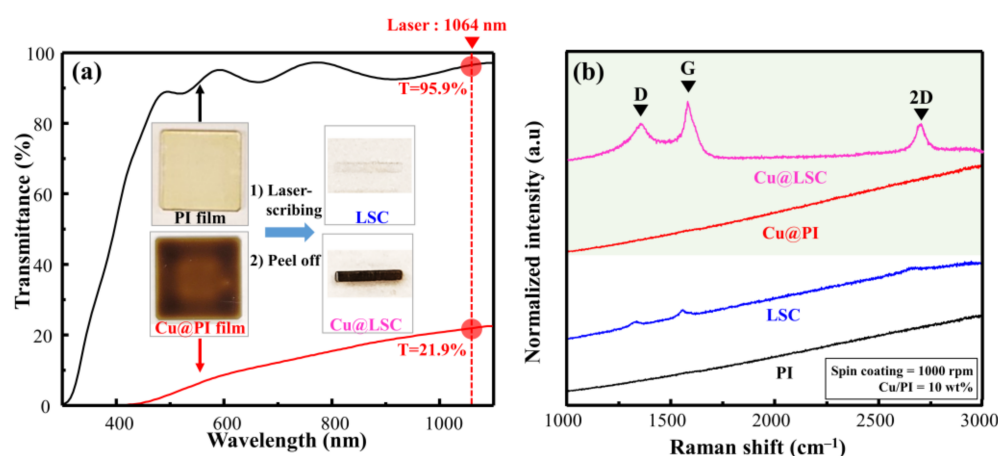 Laser : 1064 nm
(a)
T=95.9%
PI film
1) Laser-
scribing
2) Peel off
LSC
Cu@PI film
Cu@LSC
T=21.9%
Transmittance (%)
100
80
60
40
20
0
400
600
800
1000
Wavelength (nm)
(b)
D
G
2D
Cu@LSC
Cu@PI
LSC
PI
Spin coating = 1000 rpm
Cu/PI = 10 wt%
Normalized intensity (a.u)
1000
1500
2000
2500
3000
Raman shift (cm⁻¹)